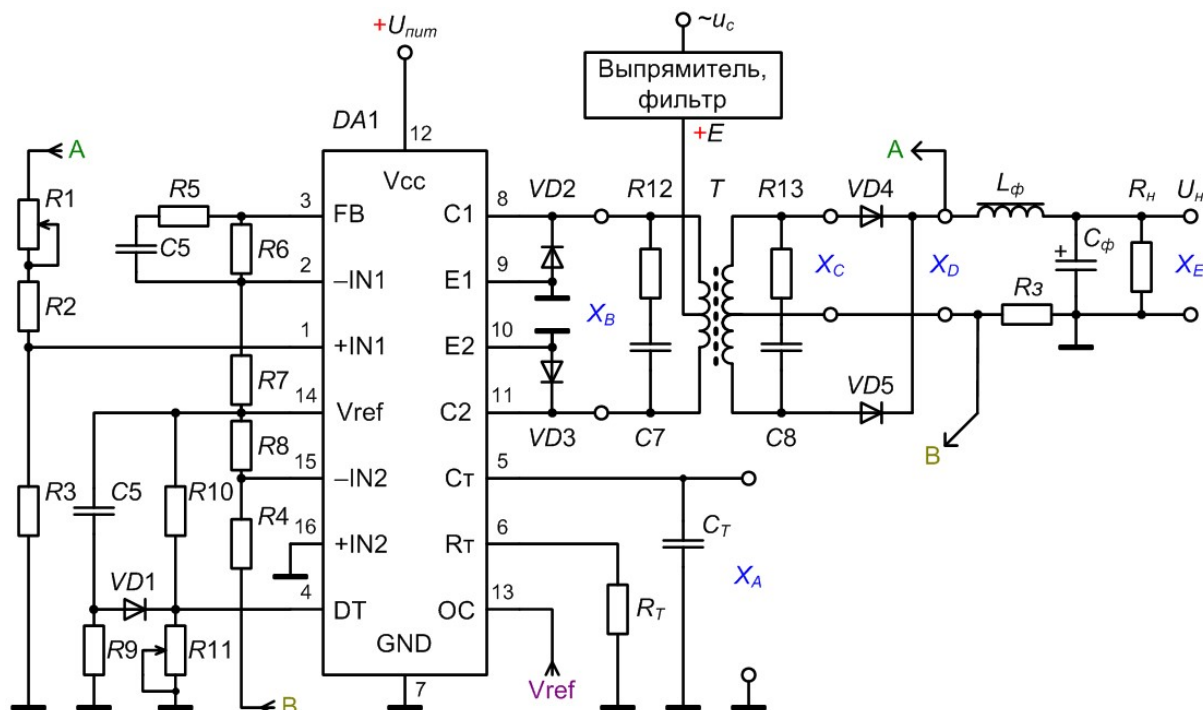 ~uс
+Uпит
Выпрямитель,
фильтр
DA1
12
+E
A
A
Vcc
R1
R5
3
FB
C1
8
VD2
R12
T
R13
VD4
Lф
Rн
Uн
C5
R6
2
–IN1
E1
9
XB
XC
XD
+
Cф
XE
R2
1
+IN1
E2
10
Rз
R7
14
Vref
C2
11
VD3
C7
C8
VD5
B
R8
15
–IN2
Cт
5
R3
C5
R10
R4
16
+IN2
Rт
6
CT
XA
VD1
4
DT
OC
13
RT
R9
R11
GND
7
Vref
B